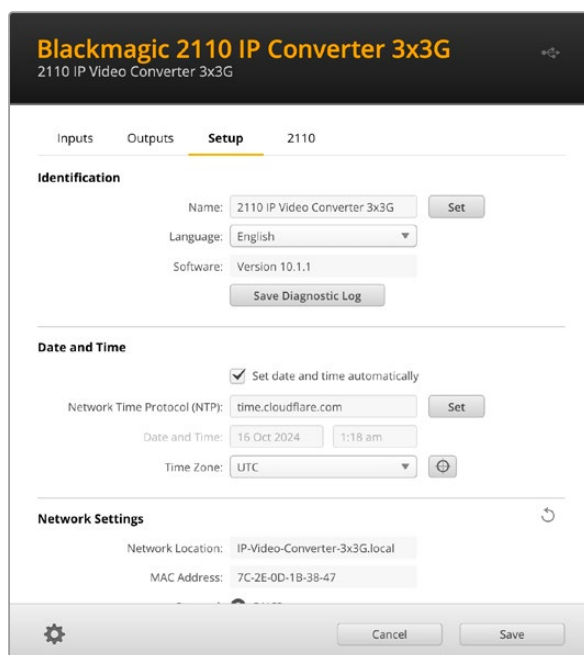 Blackmagic 2110 IP Converter 3x3G
2110 IP Video Converter 3x3G
Inputs Outputs Setup 2110
Identification
Name: 2110 IP Video Converter 3x3G Set
Language: English
Software: Version 10.1.1
Save Diagnostic Log
Date and Time
Set date and time automatically
Network Time Protocol (NTP): time.cloudflare.com Set
Date and Time: 16 Oct 2024 1:18 am
Time Zone: UTC
Network Settings
Network Location: IP-Video-Converter-3x3G.local
MAC Address: 7C-2E-0D-1B-38-47
Cancel Save